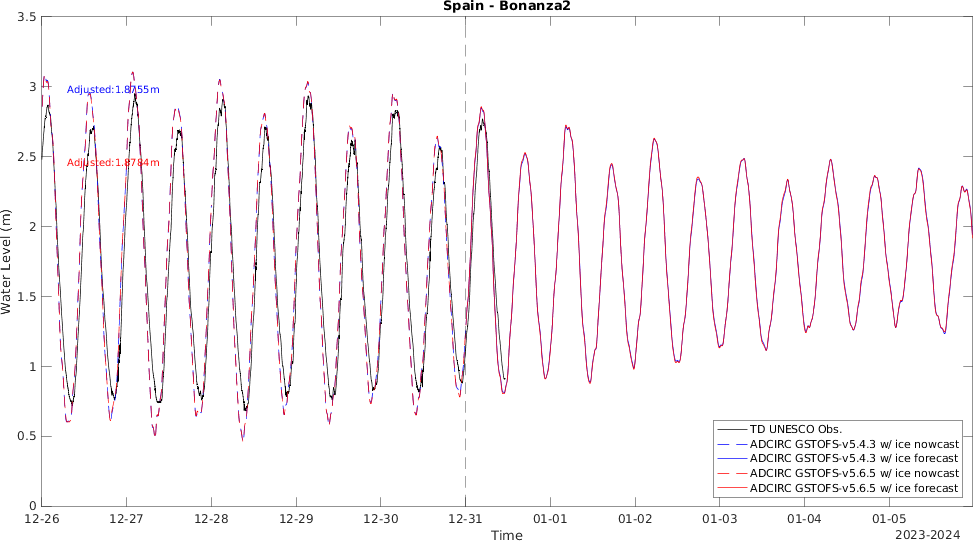 Spain - Bonanza2
3.5
3
2.5
2
1.5
1
0.5
0
Water Level (m)
Adjusted:1.8755m
Adjusted:1.8784m
TD UNESCO Obs.
ADCIRC GSTOFS-v5.4.3 w/ ice nowcast
ADCIRC GSTOFS-v5.4.3 w/ ice forecast
ADCIRC GSTOFS-v5.6.5 w/ ice nowcast
ADCIRC GSTOFS-v5.6.5 w/ ice forecast
12-26 12-27 12-28 12-29 12-30 12-31 01-01 01-02 01-03 01-04 01-05
Time
2023-2024